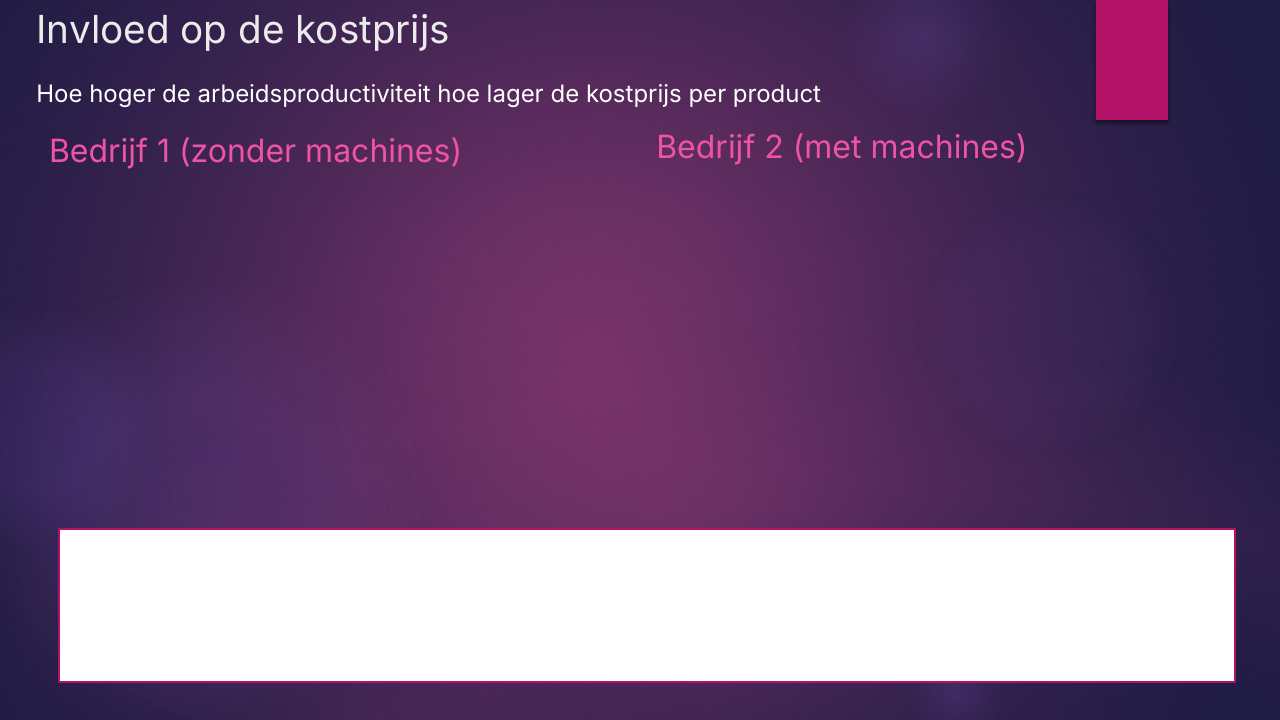 Invloed op de kostprijs
Hoe hoger de arbeidsproductiviteit hoe lager de kostprijs per product
Bedrijf 1 (zonder machines)
Bedrijf 2 (met machines)